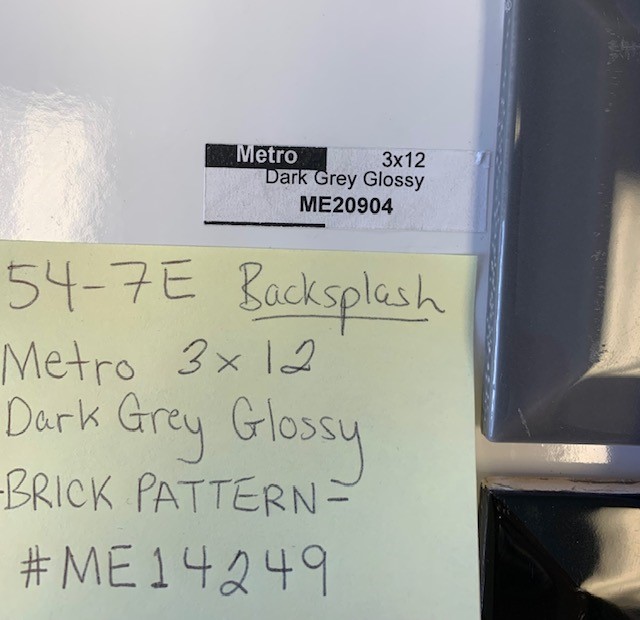 Metro 3x12
Dark Grey Glossy
ME20904
54-7E Backsplash
Metro 3x12
Dark Grey Glossy
-BRICK PATTERN-
#ME14249